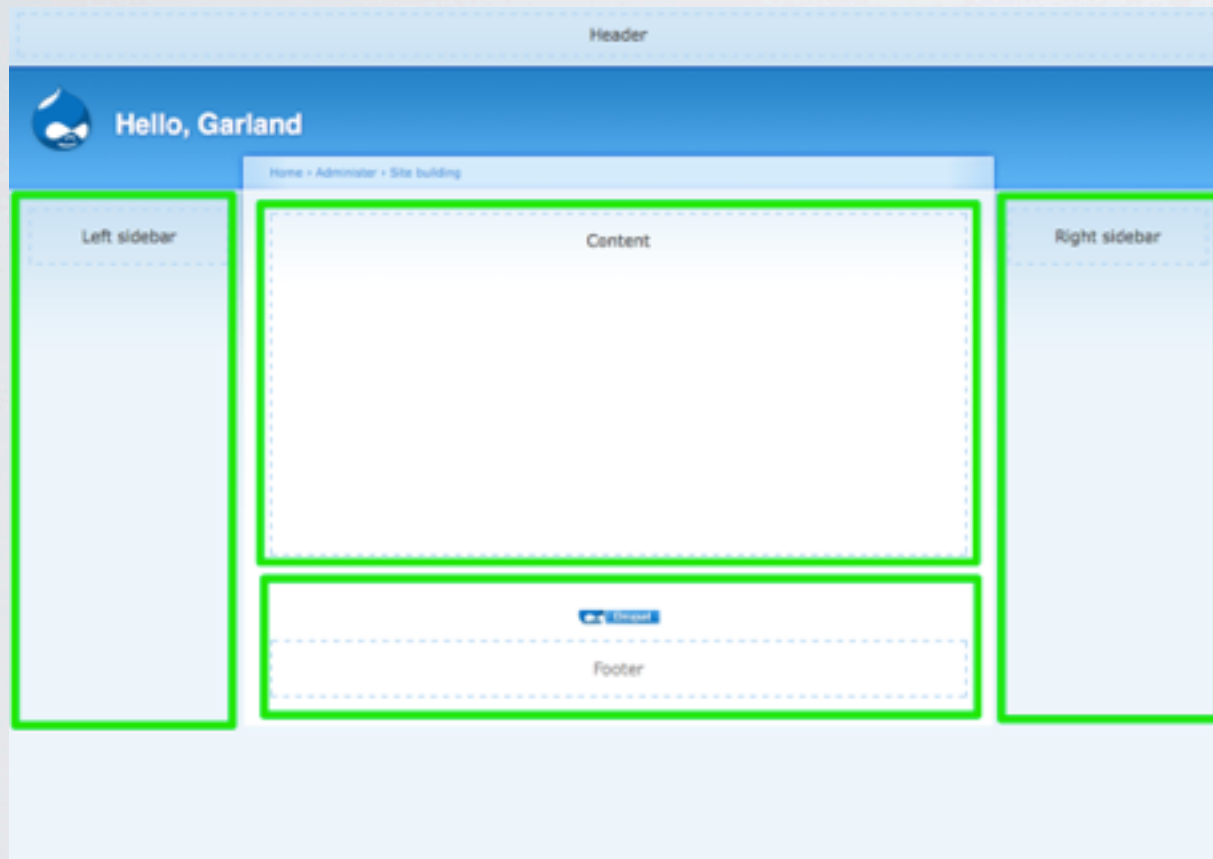 Header
Hello, Garland
Home › Administer › Site building
Left sidebar
Content
Right sidebar
Drupal
Footer